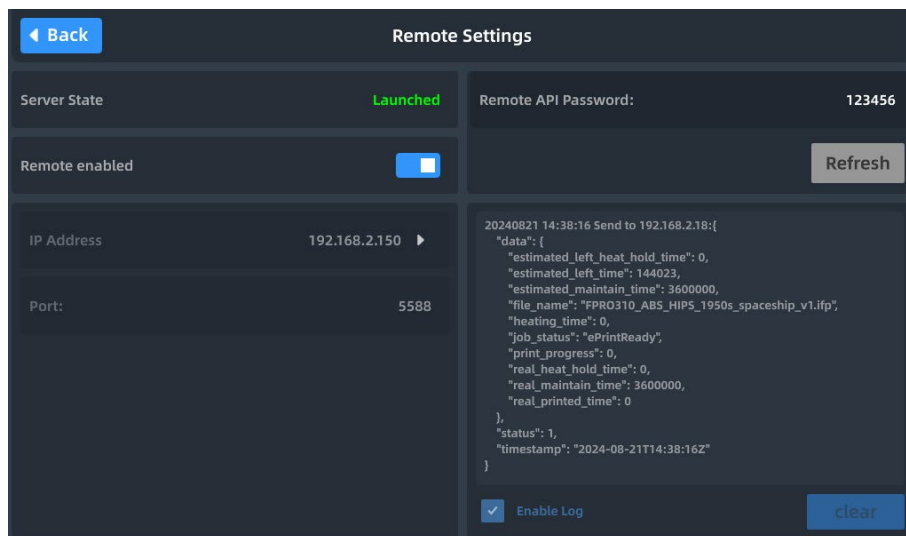 Back
Remote Settings
Server State
Launched
Remote enabled
IP Address
192.168.2.150
Port:
5588
Remote API Password:
123456
Refresh
20240821 14:38:16 Send to 192.168.2.18:{
"data": {
"estimated_left_heat_hold_time": 0,
"estimated_left_time": 144023,
"estimated_maintain_time": 3600000,
"file_name": "FPRO310_ABS_HIPS_1950s_spaceship_v1.ifp",
"heating_time": 0,
"job_status": "ePrintReady",
"print_progress": 0,
"real_heat_hold_time": 0,
"real_maintain_time": 3600000,
"real_printed_time": 0
},
"status": 1,
"timestamp": "2024-08-21T14:38:16Z"
}
Enable Log
clear